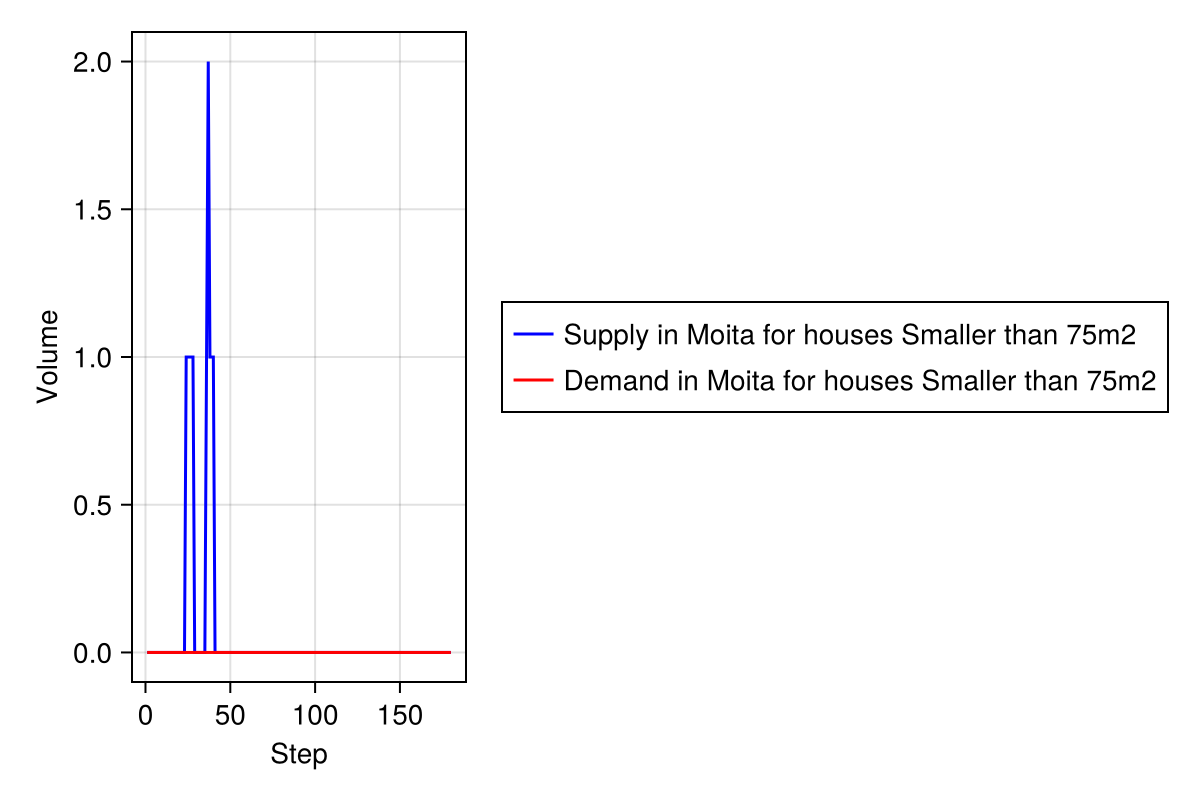 2.0
1.5
1.0
0.5
0.0
Volume
0 50 100 150
Step
Supply in Moita for houses Smaller than 75m2
Demand in Moita for houses Smaller than 75m2